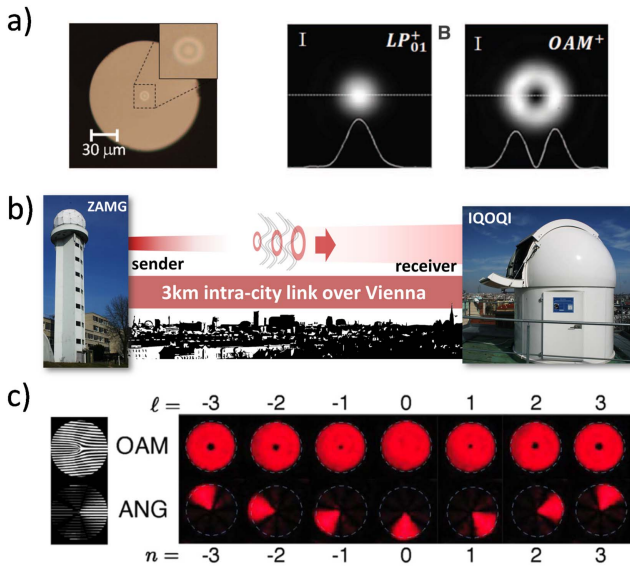 a)
30 μm
I
LP⁺₀₁
B
I
OAM⁺
b)
ZAMG
IQOQI
sender
receiver
3km intra-city link over Vienna
c)
ℓ = -3 -2 -1 0 1 2 3
OAM
ANG
n = -3 -2 -1 0 1 2 3